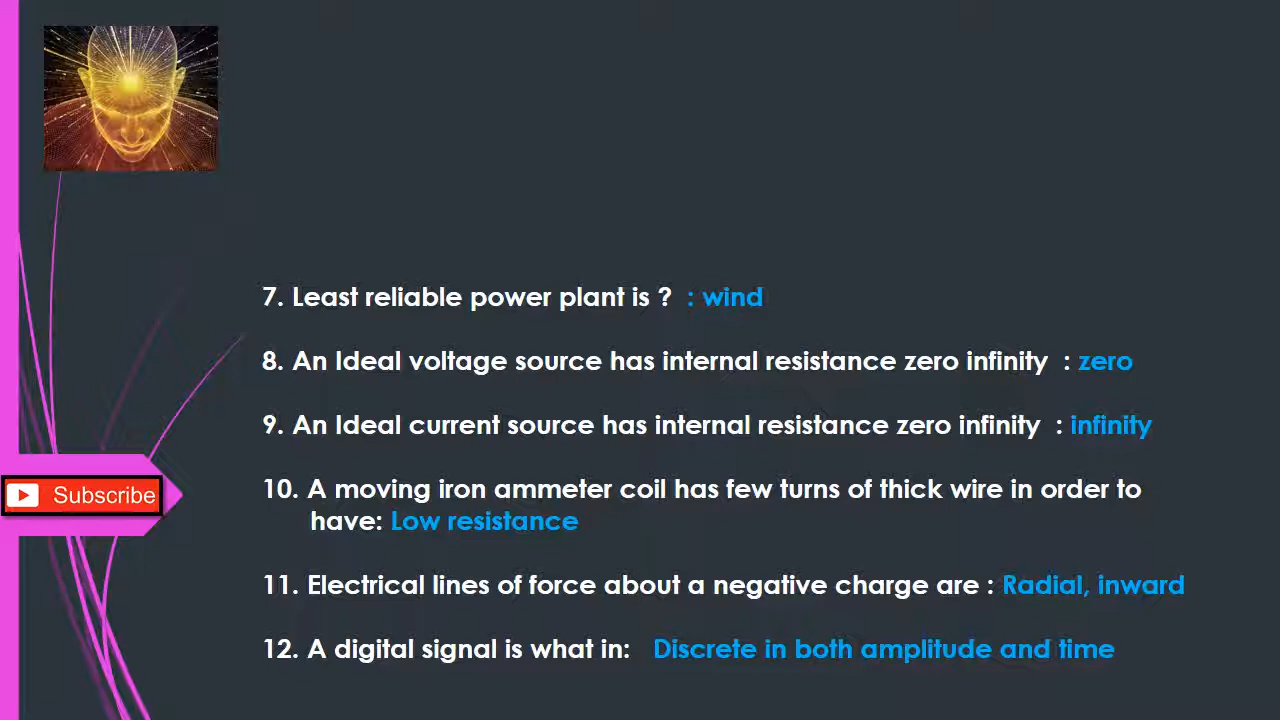 7. Least reliable power plant is ? : wind
8. An Ideal voltage source has internal resistance zero infinity : zero
9. An Ideal current source has internal resistance zero infinity : infinity
10. A moving iron ammeter coil has few turns of thick wire in order to
have: Low resistance
Subscribe
11. Electrical lines of force about a negative charge are : Radial, inward
12. A digital signal is what in: Discrete in both amplitude and time